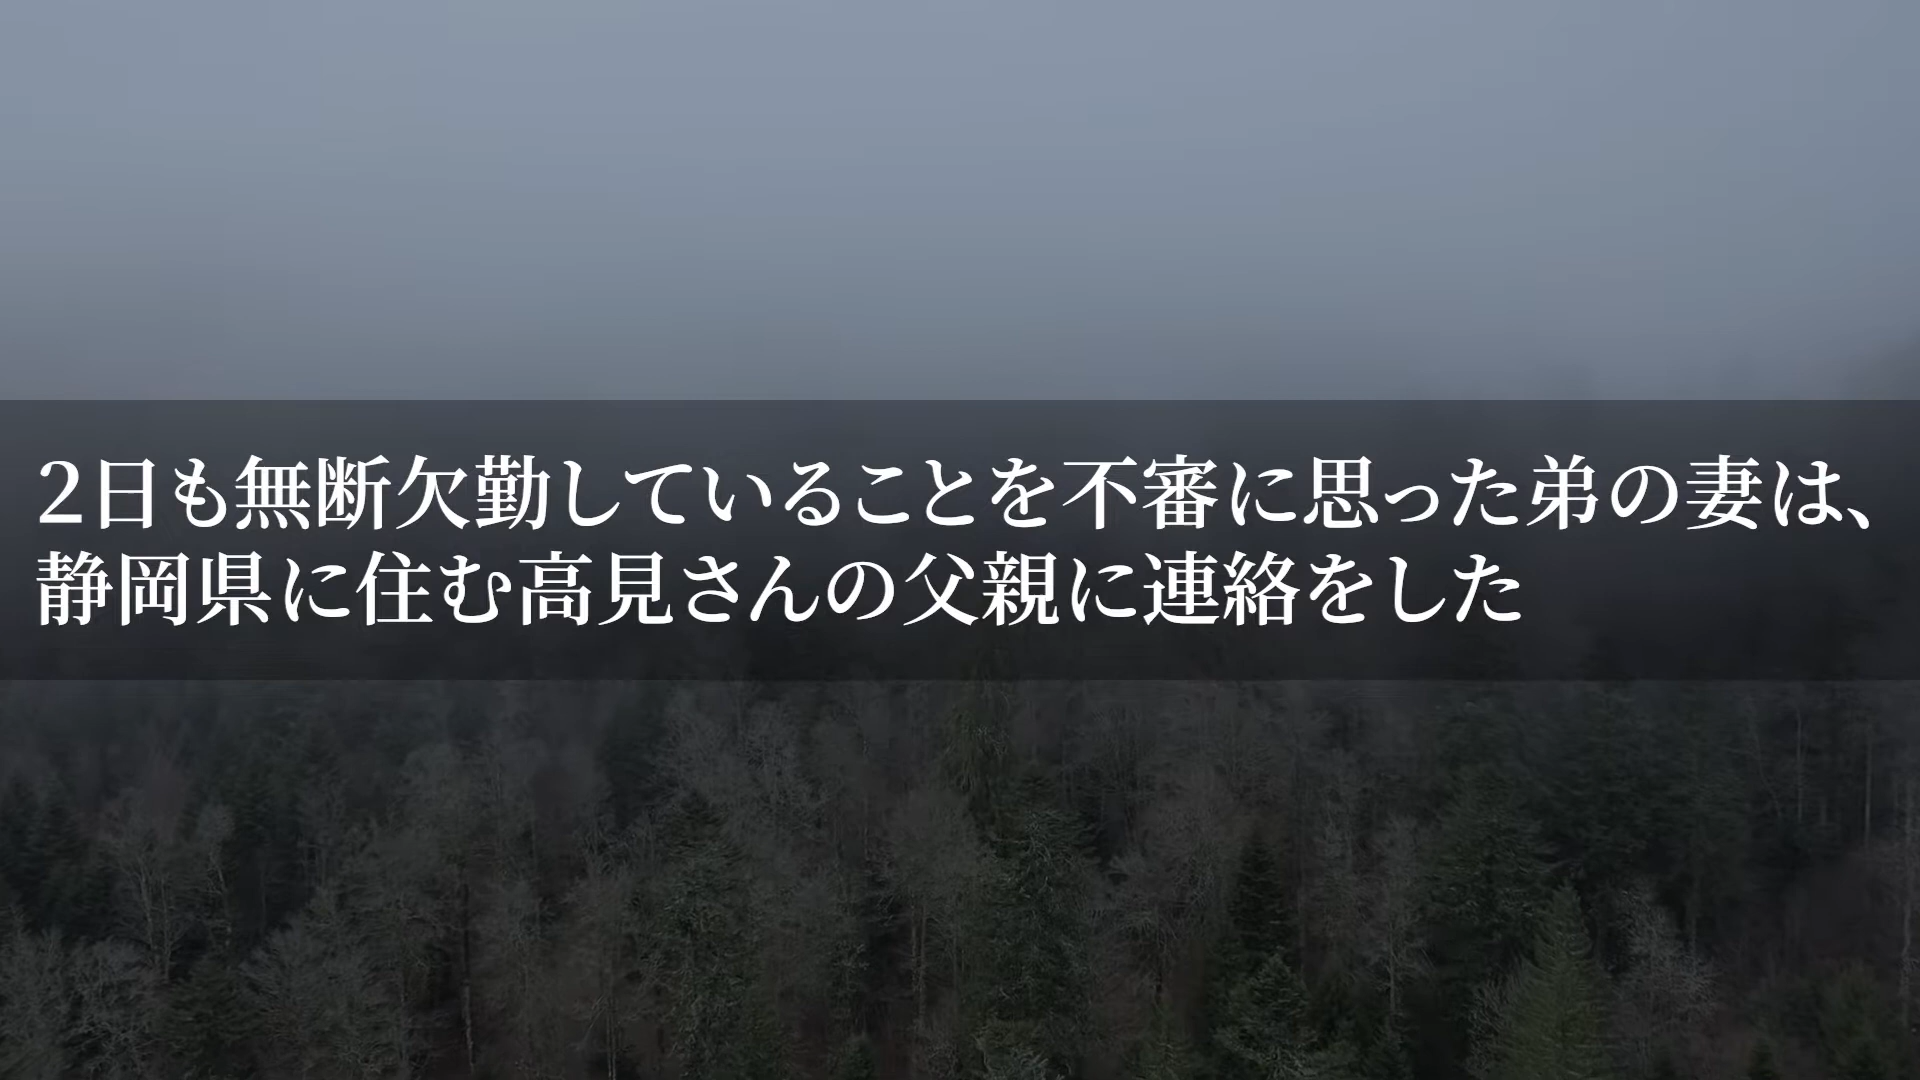 2日も無断欠勤していることを不審に思った弟の妻は、
静岡県に住む高見さんの父親に連絡をした